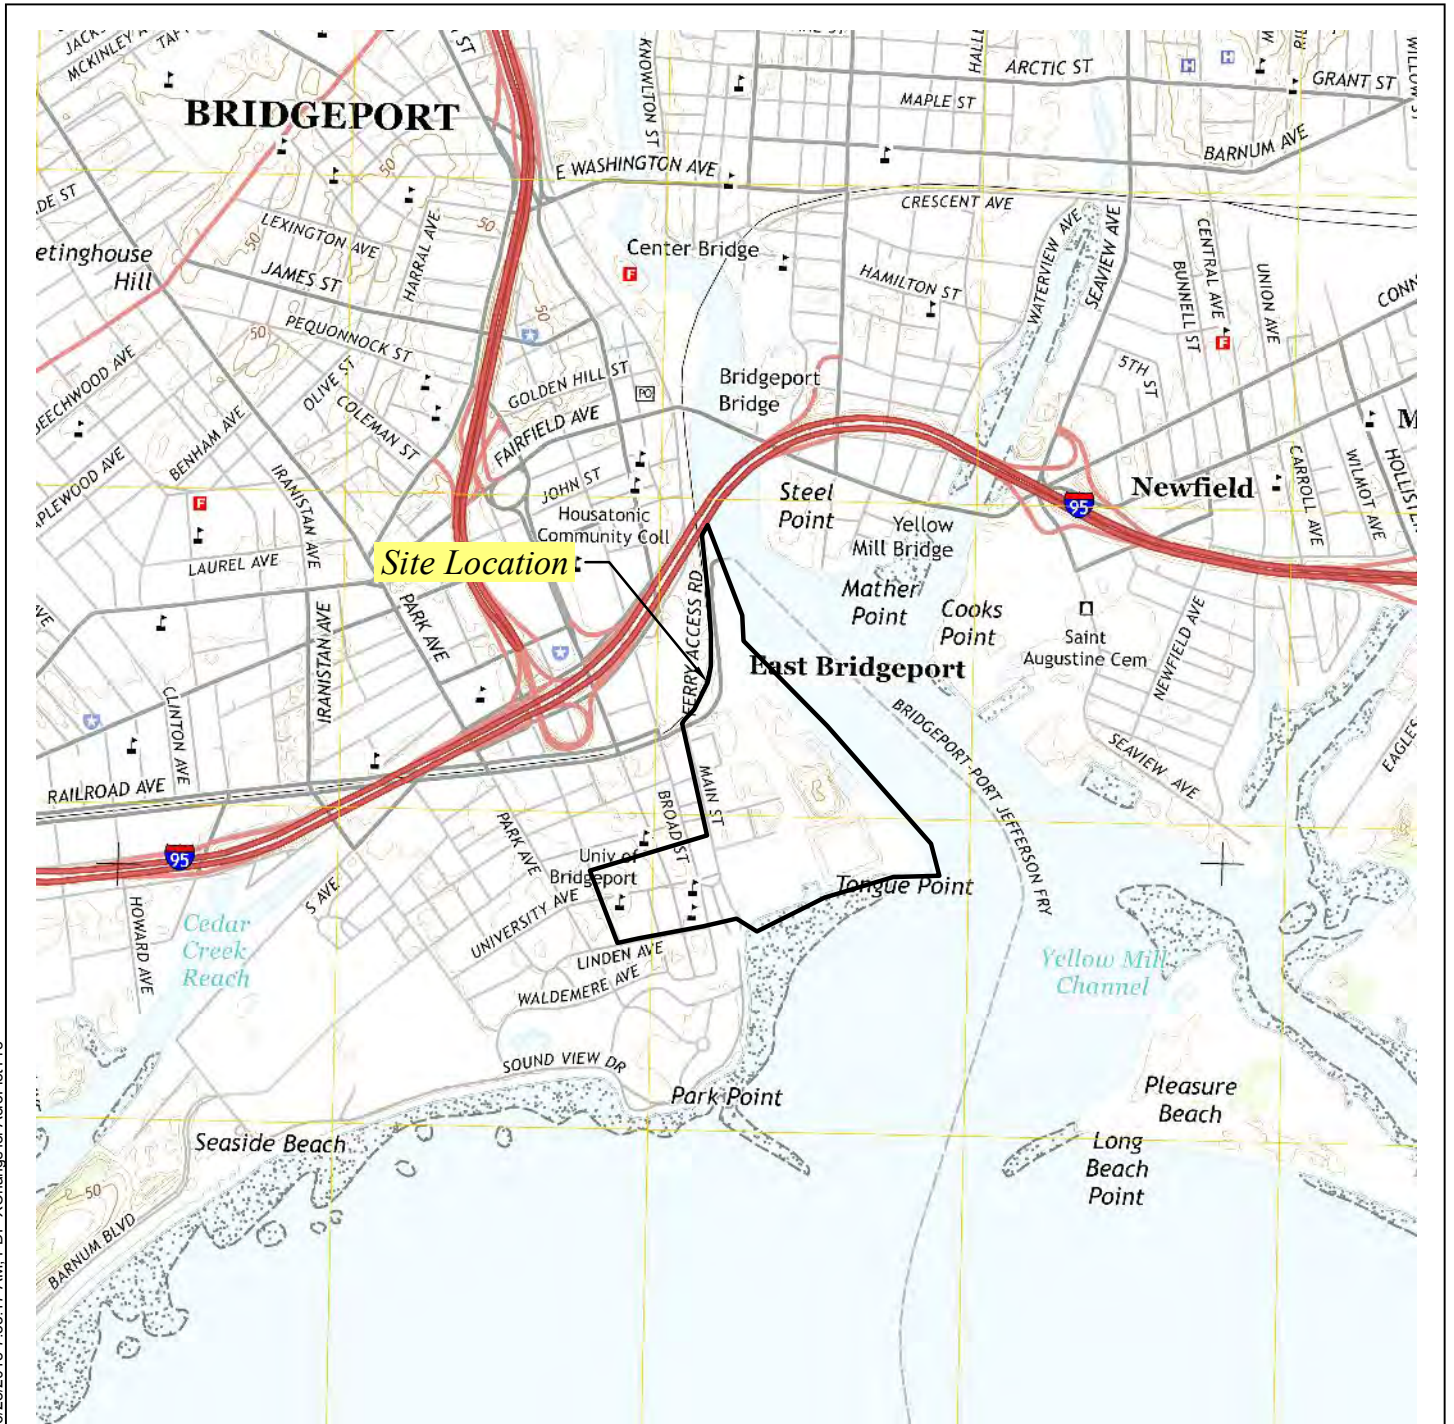 KNOWLTON ST
ARCTIC ST
GRANT ST
MAPLE ST
BRIDGEPORT
BARNUM AVE
50
E WASHINGTON AVE
CRESCENT AVE
LEXINGTON AVE
HARRAL AVE
50
50
Center Bridge
WATERVIEW AVE
SEAVIEW AVE
CENTRAL AVE
BUNNELL ST
UNION AVE
Hill
JAMES ST
F
HAMILTON ST
50
50
PEQUONNOCK ST
F
5TH ST
OLIVE ST
COLEMAN ST
GOLDEN HILL ST
PO
Bridgeport
Bridge
BENHAM AVE
FAIRFIELD AVE
IRANISTAN AVE
JOHN ST
CARROLL AVE
WILMOT AVE
F
Steel
Point
95
Newfield
Housatonic
Community Coll
Yellow
Mill Bridge
LAUREL AVE
Site Location
FERRY ACCESS RD
PARK AVE
Mather
Point
Cooks
Point
Saint
Augustine Cem
NEWFIELD AVE
IRANISTAN AVE
East Bridgeport
CLINTON AVE
BRIDGEPORT-PORT JEFFERSON FRY
SEAVIEW AVE
RAILROAD AVE
MAIN ST
BROAD ST
PARK AVE
95
Univ of
Bridgeport
Tongue Point
S AVE
HOWARD AVE
UNIVERSITY AVE
Cedar
Creek
Reach
LINDEN AVE
WALDEMERE AVE
Yellow Mill
Channel
SOUND VIEW DR
Park Point
Pleasure
Beach
Seaside Beach
Long
Beach
Point
50
BARNUM BLVD